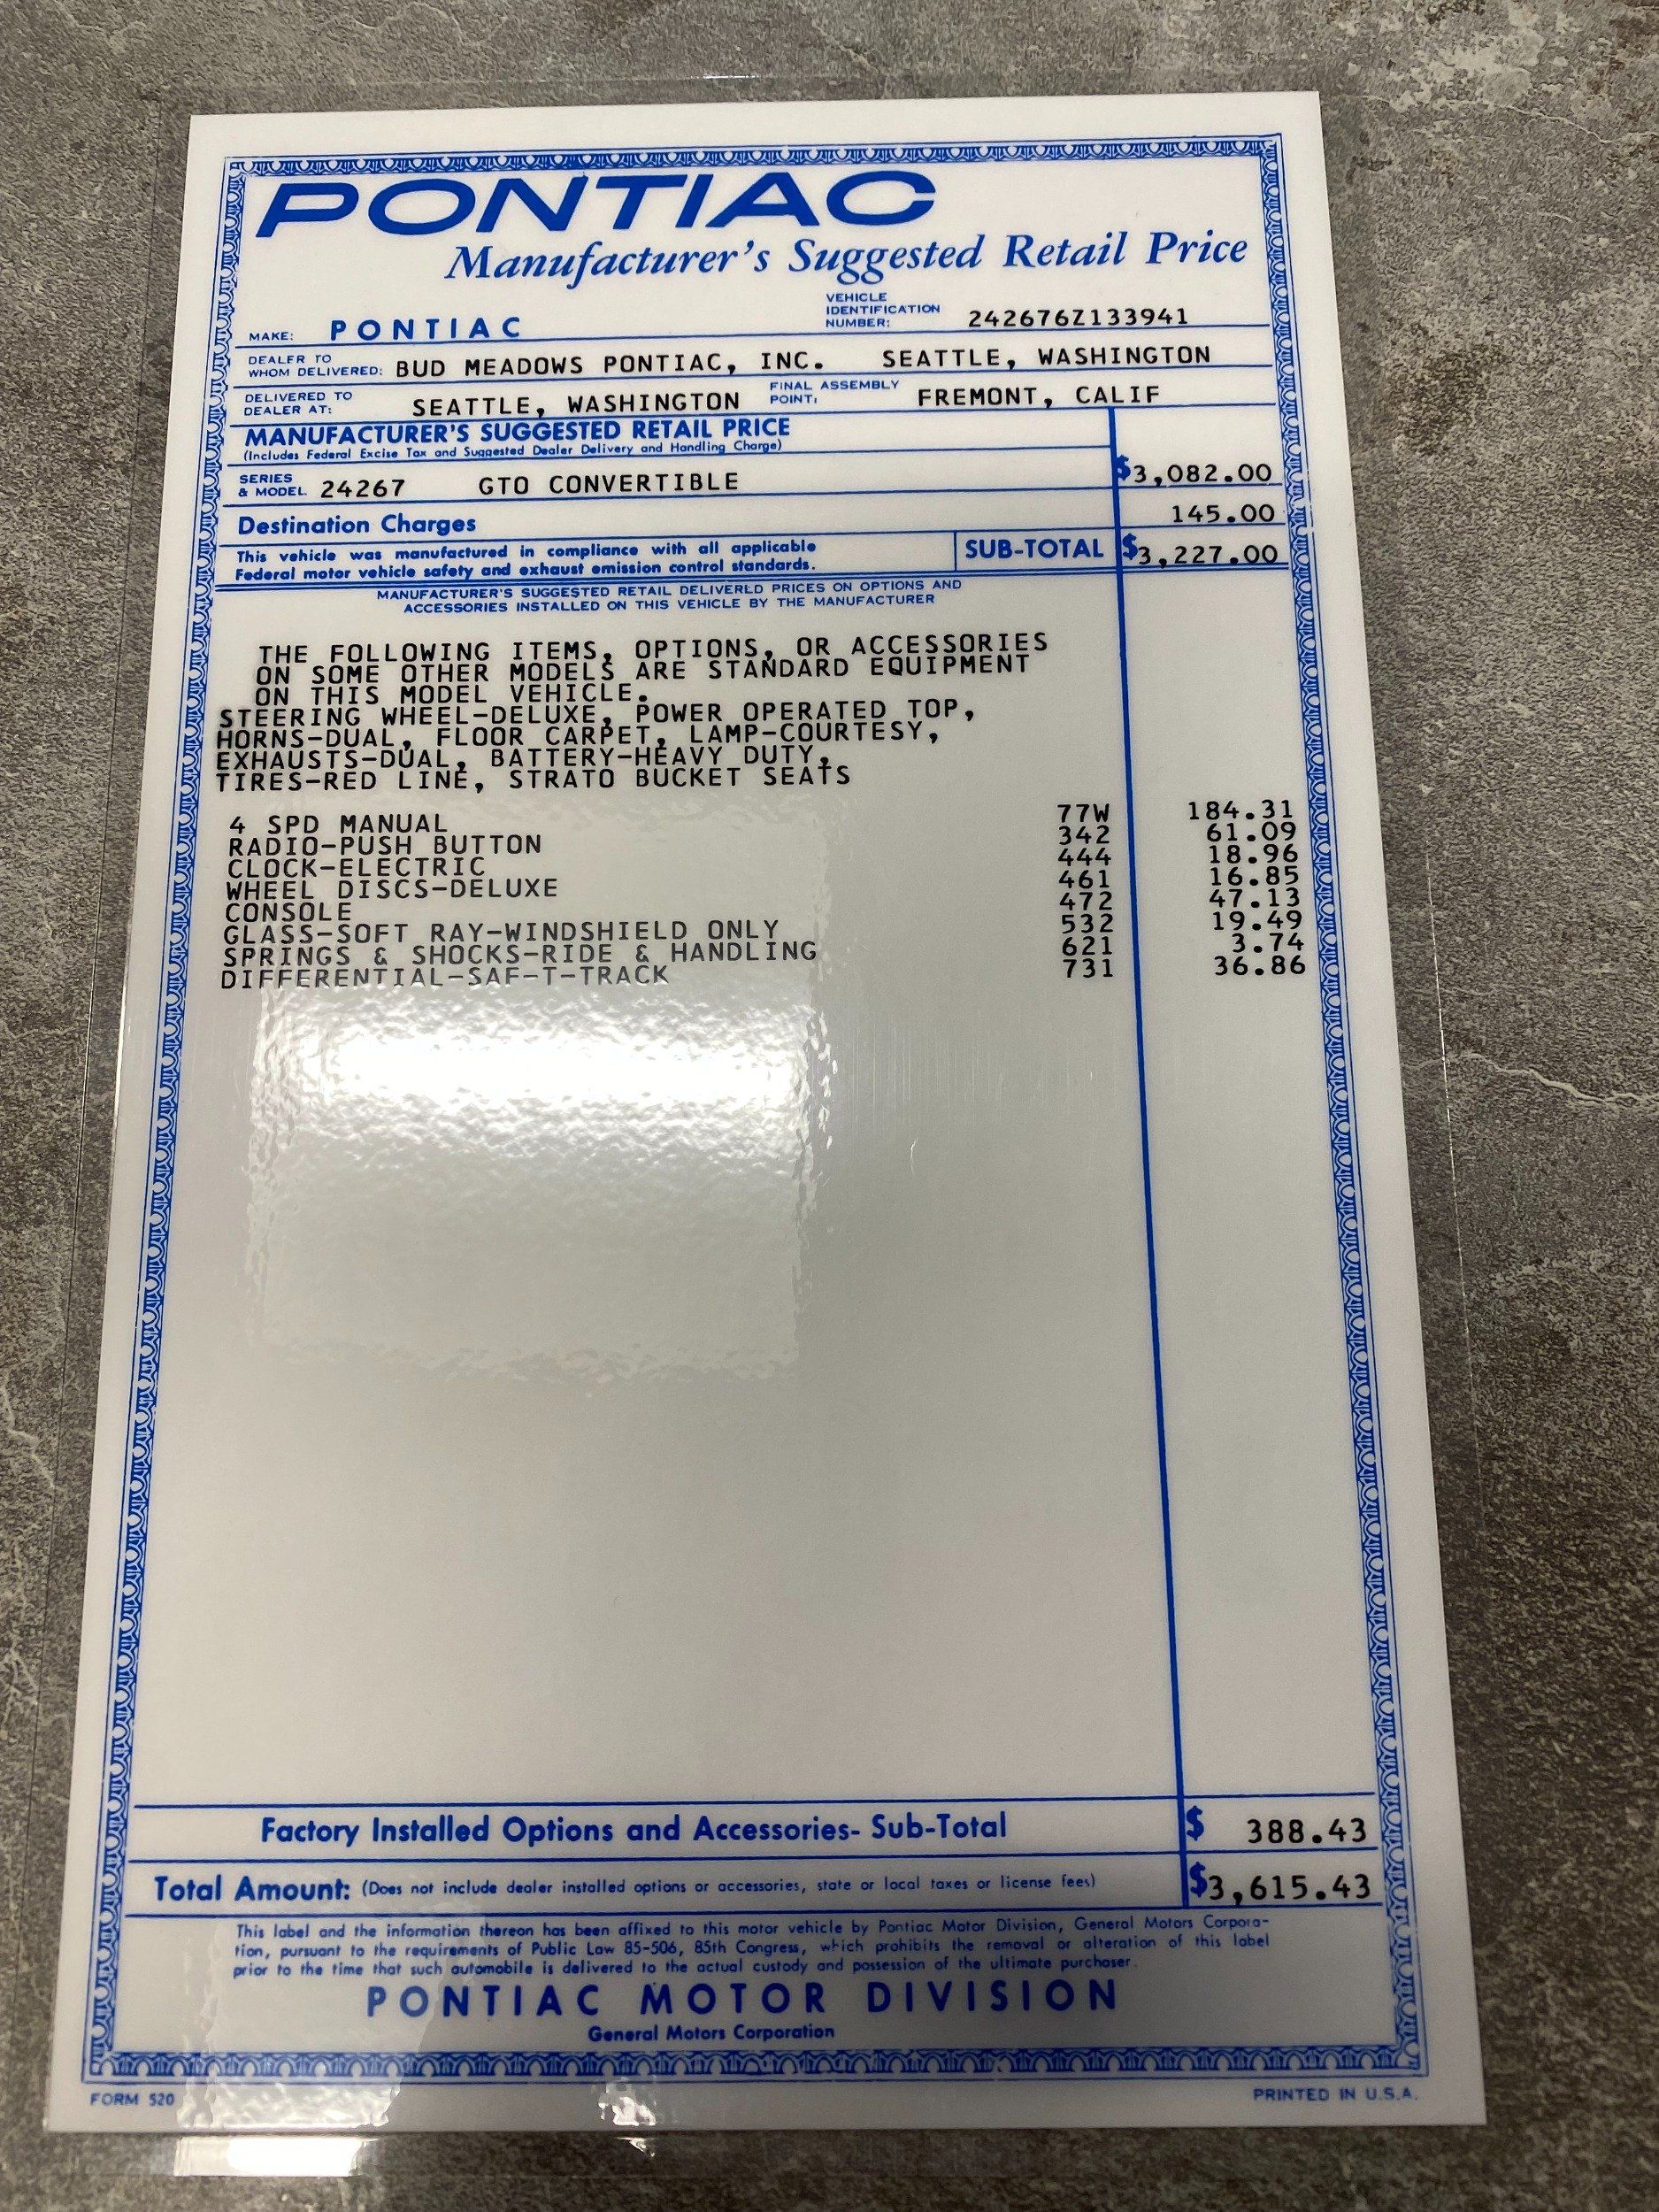 PONTIAC
Manufacturer's Suggested Retail Price
MAKE: PONTIAC VEHICLE IDENTIFICATION NUMBER: 242676Z133941
DEALER TO WHOM DELIVERED: BUD MEADOWS PONTIAC, INC. SEATTLE, WASHINGTON
DELIVERED TO DEALER AT: SEATTLE, WASHINGTON FINAL ASSEMBLY POINT: FREMONT, CALIF
MANUFACTURER'S SUGGESTED RETAIL PRICE
(Includes Federal Excise Tax and Suggested Dealer Delivery and Handling Charge)
SERIES & MODEL 24267 GTO CONVERTIBLE $3,082.00
Destination Charges 145.00
This vehicle was manufactured in compliance with all applicable
Federal motor vehicle safety and exhaust emission control standards.
SUB-TOTAL $3,227.00
MANUFACTURER'S SUGGESTED RETAIL DELIVERED PRICES ON OPTIONS AND
ACCESSORIES INSTALLED ON THIS VEHICLE BY THE MANUFACTURER
THE FOLLOWING ITEMS, OPTIONS, OR ACCESSORIES
ON SOME OTHER MODELS ARE STANDARD EQUIPMENT
ON THIS MODEL VEHICLE.
STEERING WHEEL-DELUXE, POWER OPERATED TOP,
HORNS-DUAL, FLOOR CARPET, LAMP-COURTESY,
EXHAUSTS-DUAL, BATTERY-HEAVY DUTY,
TIRES-RED LINE, STRATO BUCKET SEATS
4 SPD MANUAL 77W 184.31
RADIO-PUSH BUTTON 342 61.09
CLOCK-ELECTRIC 444 18.96
WHEEL DISCS-DELUXE 461 16.85
CONSOLE 472 47.13
GLASS-SOFT RAY-WINDSHIELD ONLY 532 19.49
SPRINGS & SHOCKS-RIDE & HANDLING 621 3.74
DIFFERENTIAL-SAF-T-TRACK 731 36.86
Factory Installed Options and Accessories- Sub-Total $ 388.43
Total Amount: (Does not include dealer installed options or accessories, state or local taxes or license fees) $3,615.43
This label and the information thereon has been affixed to this motor vehicle by Pontiac Motor Division, General Motors Corpora-
tion, pursuant to the requirements of Public Law 85-506, 85th Congress, which prohibits the removal or alteration of this label
prior to the time that such automobile is delivered to the actual custody and possession of the ultimate purchaser.
PONTIAC MOTOR DIVISION
General Motors Corporation
FORM 520 PRINTED IN U.S.A.